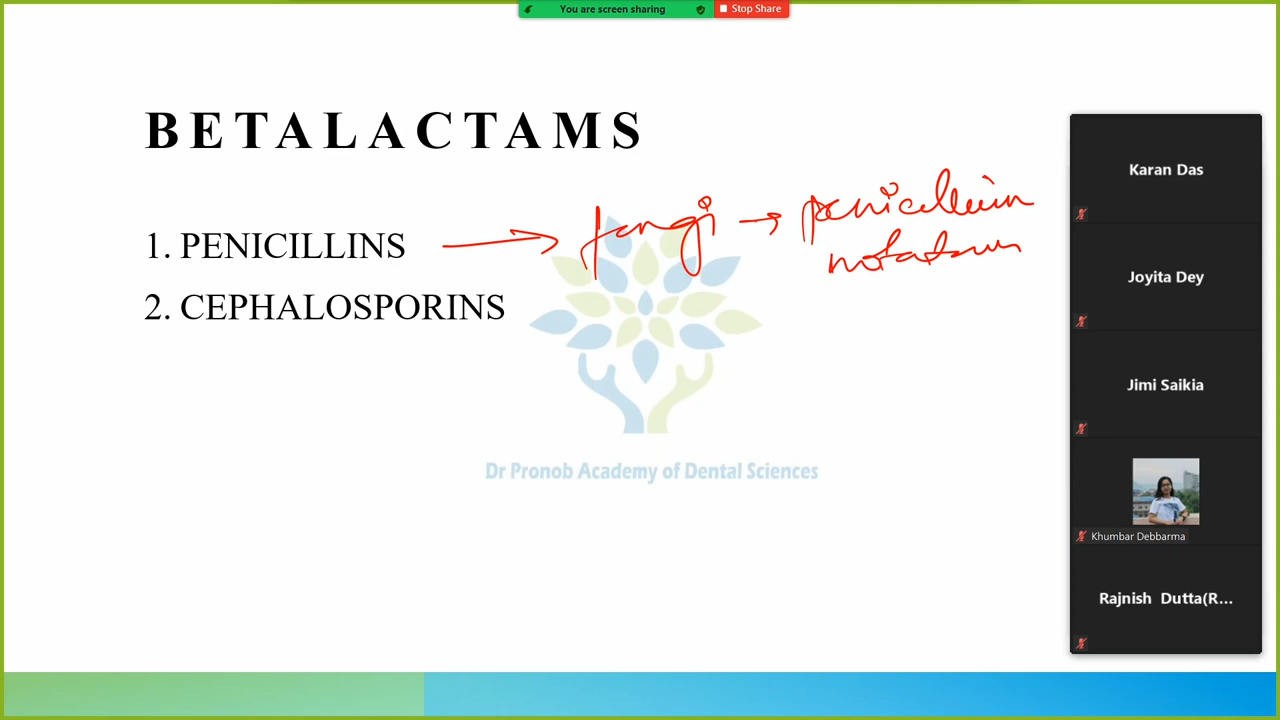 You are screen sharing
Stop Share
BETALACTAMS
1. PENICILLINS → fungi → penicillium
notatum
2. CEPHALOSPORINS
Dr Pronob Academy of Dental Sciences
Karan Das
Joyita Dey
Jimi Saikia
Khumbar Debbarma
Rajnish Dutta(R...